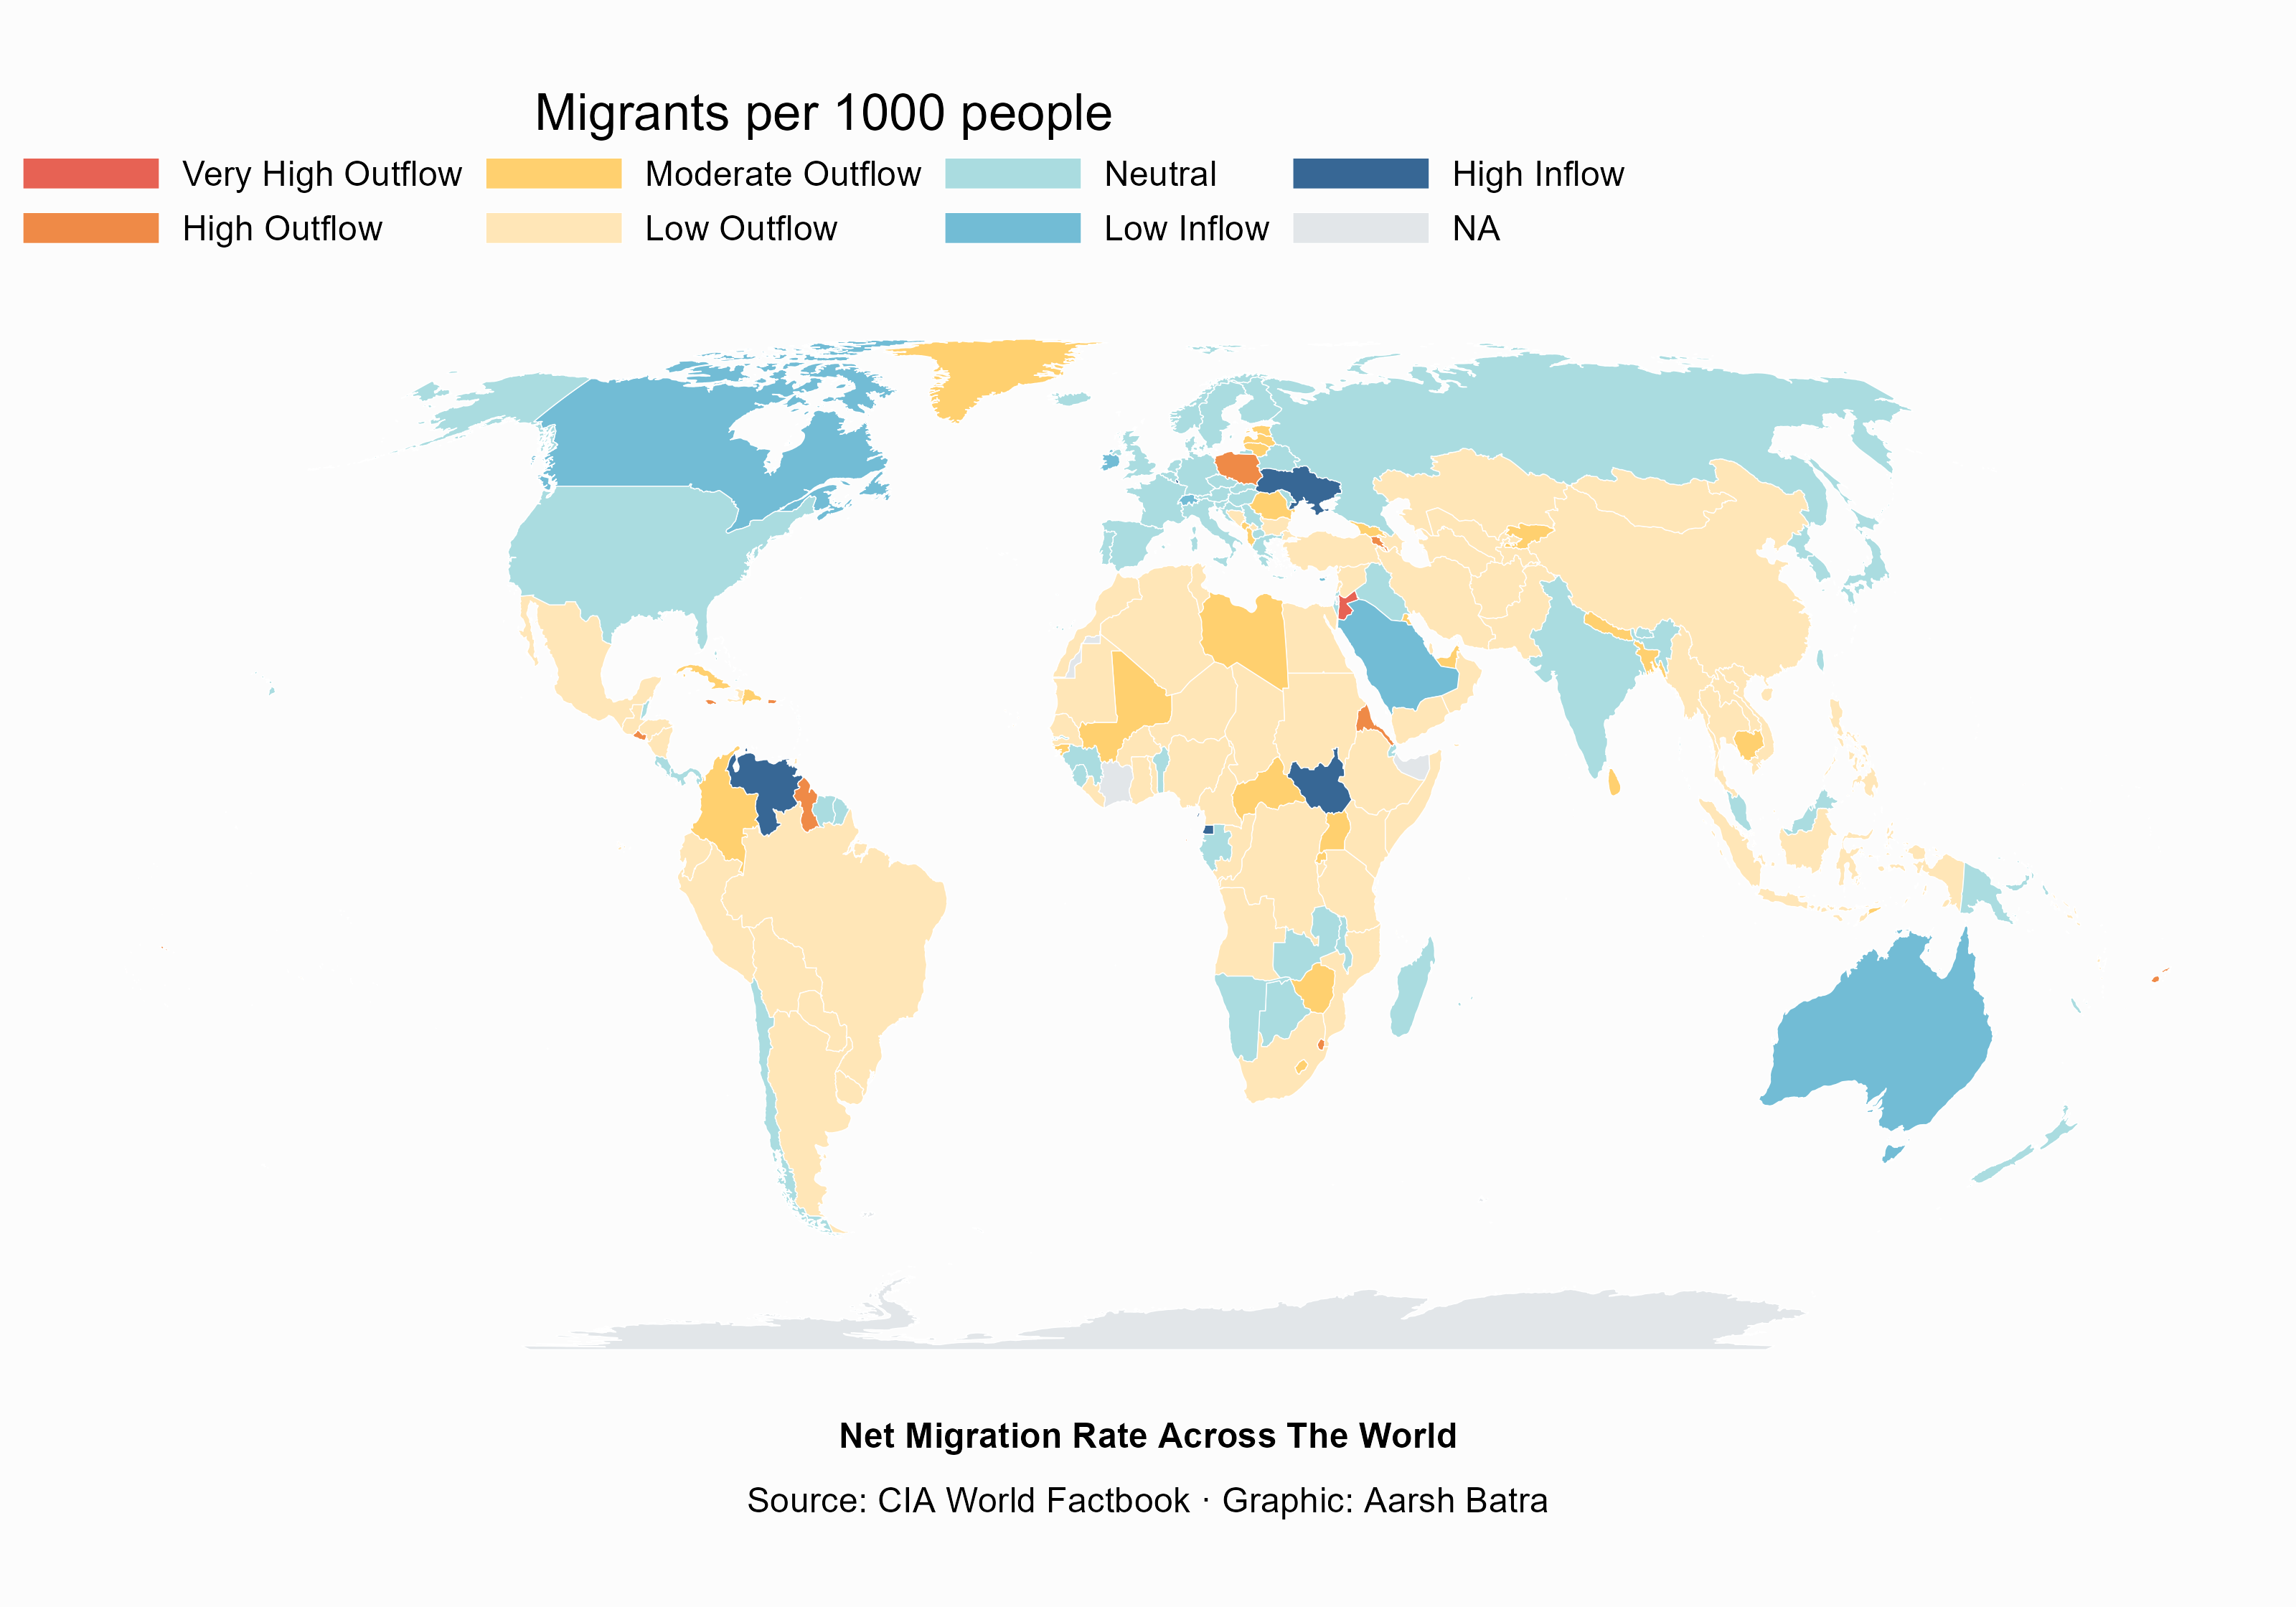 Migrants per 1000 people
Very High Outflow
Moderate Outflow
Neutral
High Inflow
High Outflow
Low Outflow
Low Inflow
NA
Net Migration Rate Across The World
Source: CIA World Factbook · Graphic: Aarsh Batra